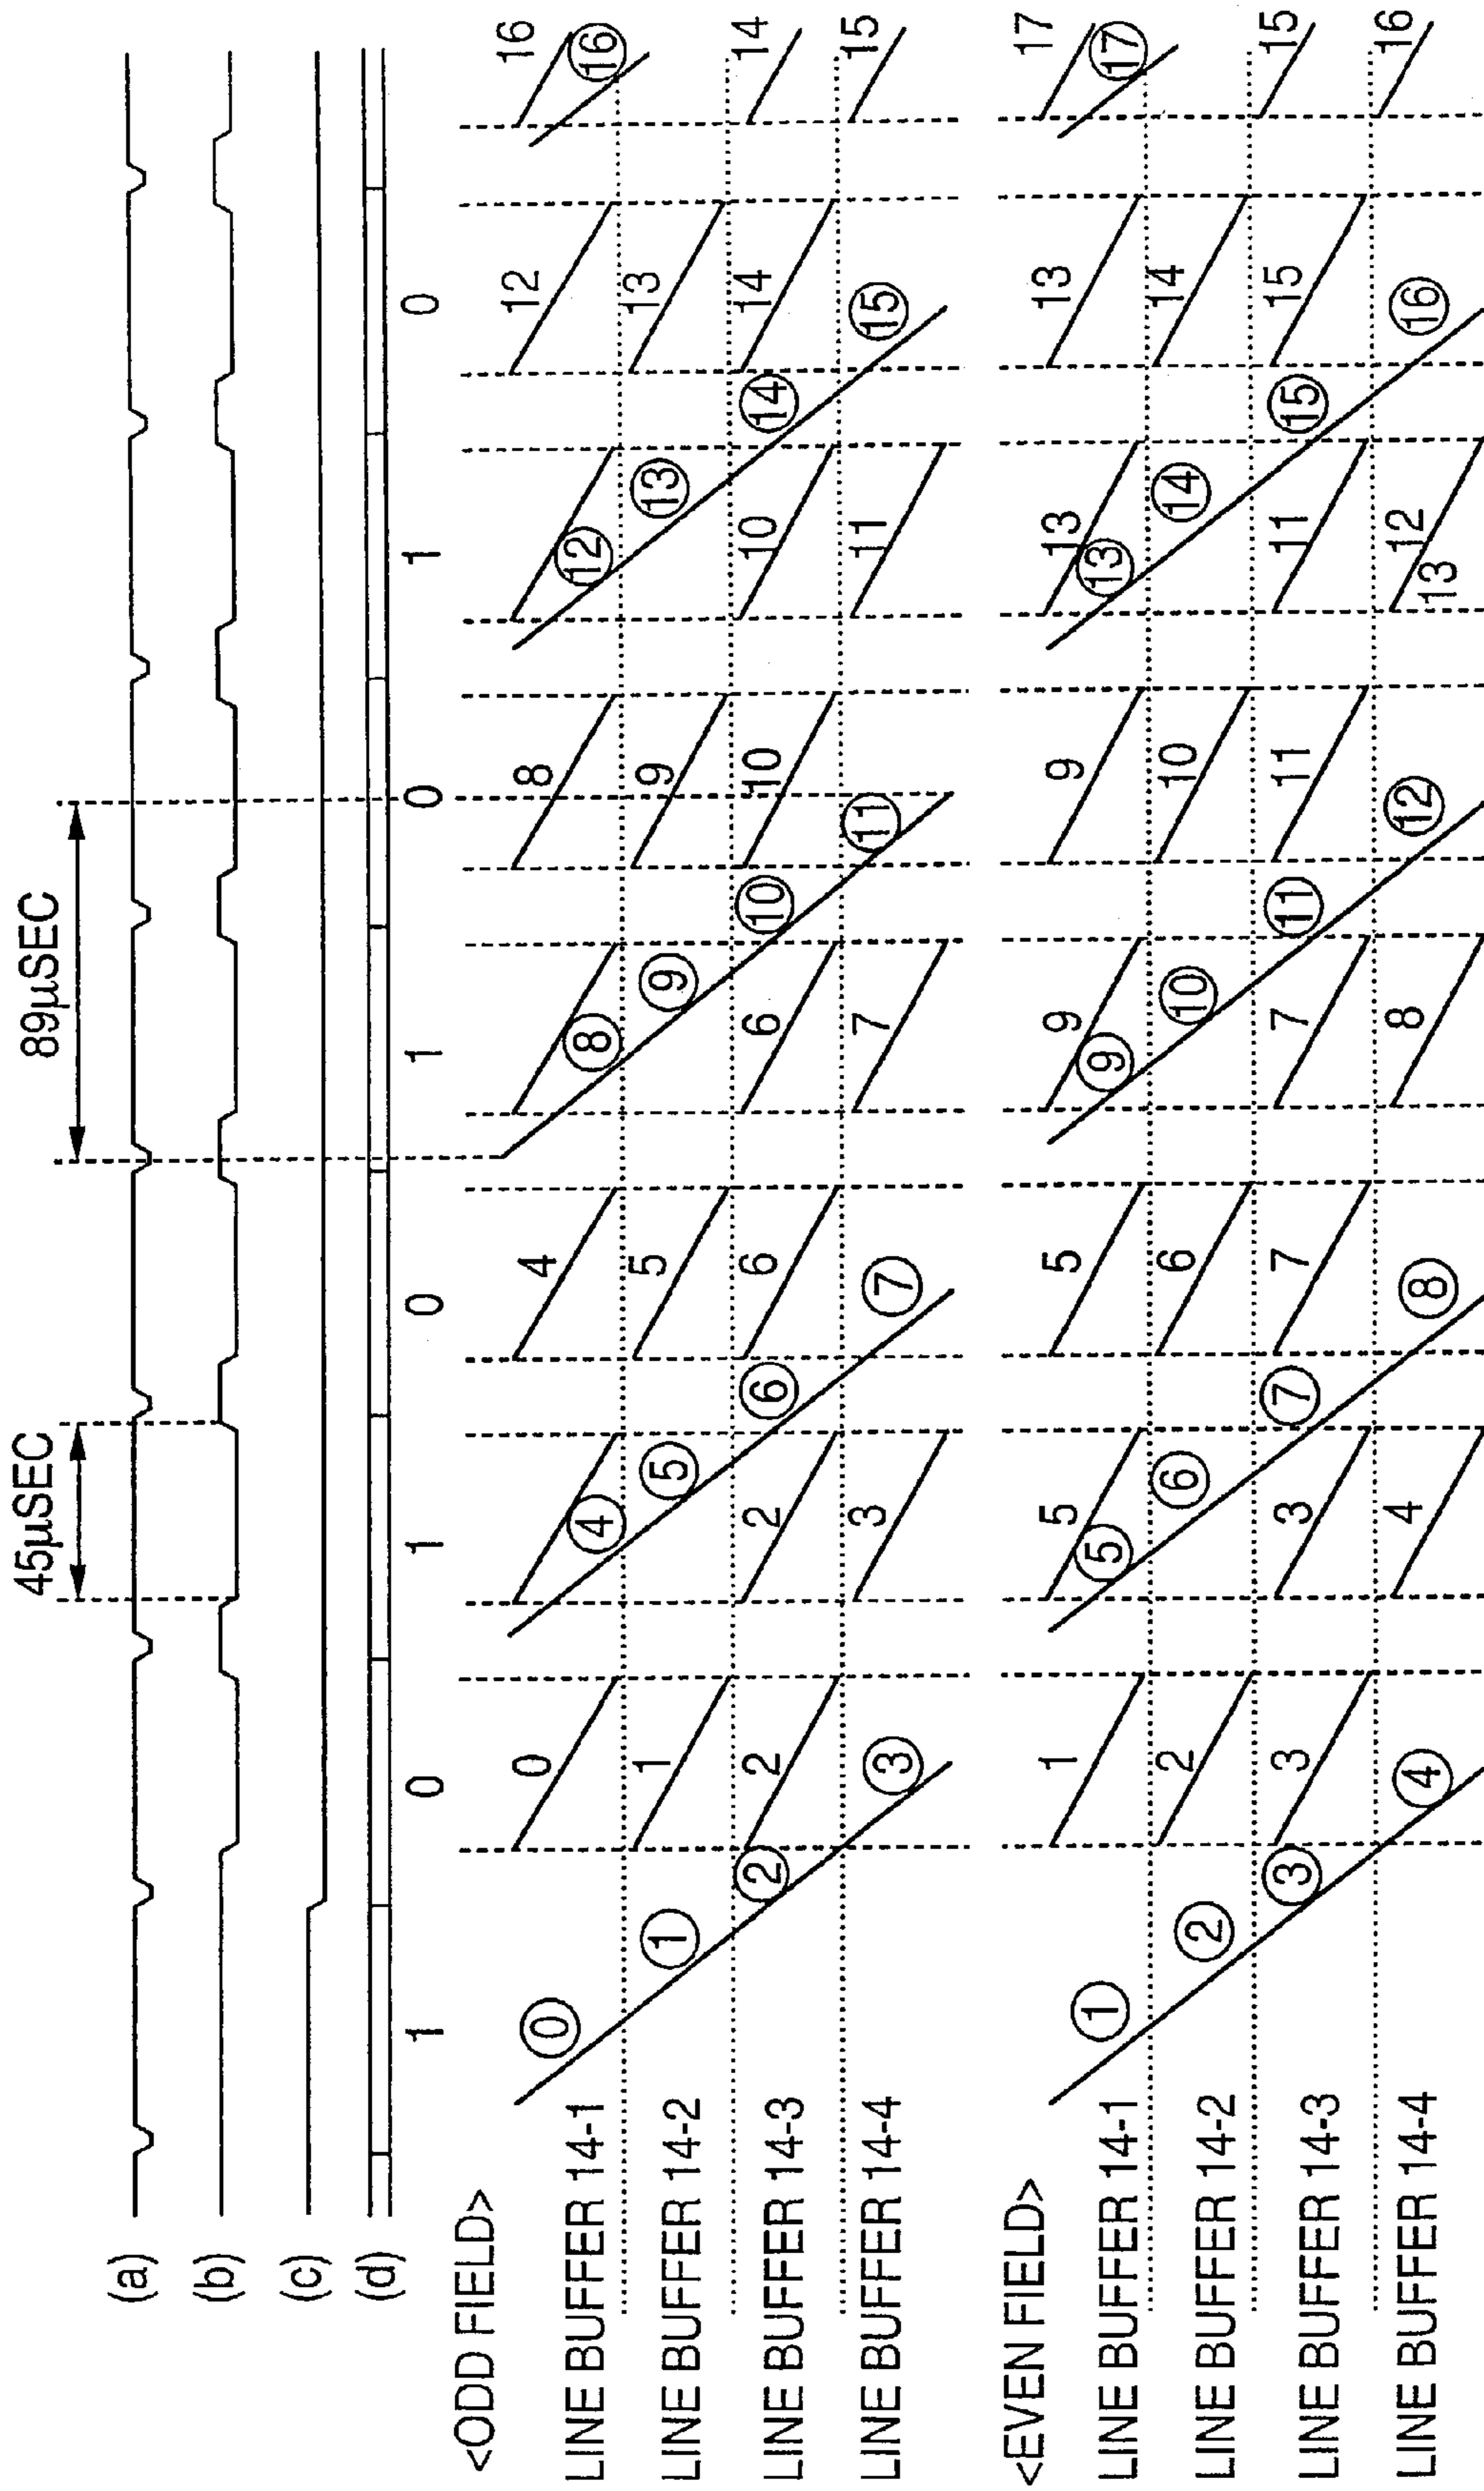 45μSEC 89μSEC
(a)
(b)
(c)
(d)
1 0 1 0 1 0 1 0
<ODD FIELD>
LINE BUFFER 14-1 ⓪ 0 ④ 4 ⑧ 8 ⑫ 12 16 ⑯
LINE BUFFER 14-2 ① 1 ⑤ 5 ⑨ 9 ⑬ 13
LINE BUFFER 14-3 ② 2 2 ⑥ 6 6 ⑩ 10 10 ⑭ 14 14
LINE BUFFER 14-4 ③ 3 ⑦ 7 ⑪ 11 ⑮ 15
<EVEN FIELD>
LINE BUFFER 14-1 ① 1 5 ⑤ 5 9 ⑨ 9 13 ⑬ 13 17 ⑰
LINE BUFFER 14-2 ② 2 ⑥ 6 ⑩ 10 ⑭ 14
LINE BUFFER 14-3 ③ 3 3 ⑦ 7 7 ⑪ 11 11 ⑮ 15 15
LINE BUFFER 14-4 ④ 4 ⑧ 8 ⑫ 13 12 ⑯ 16